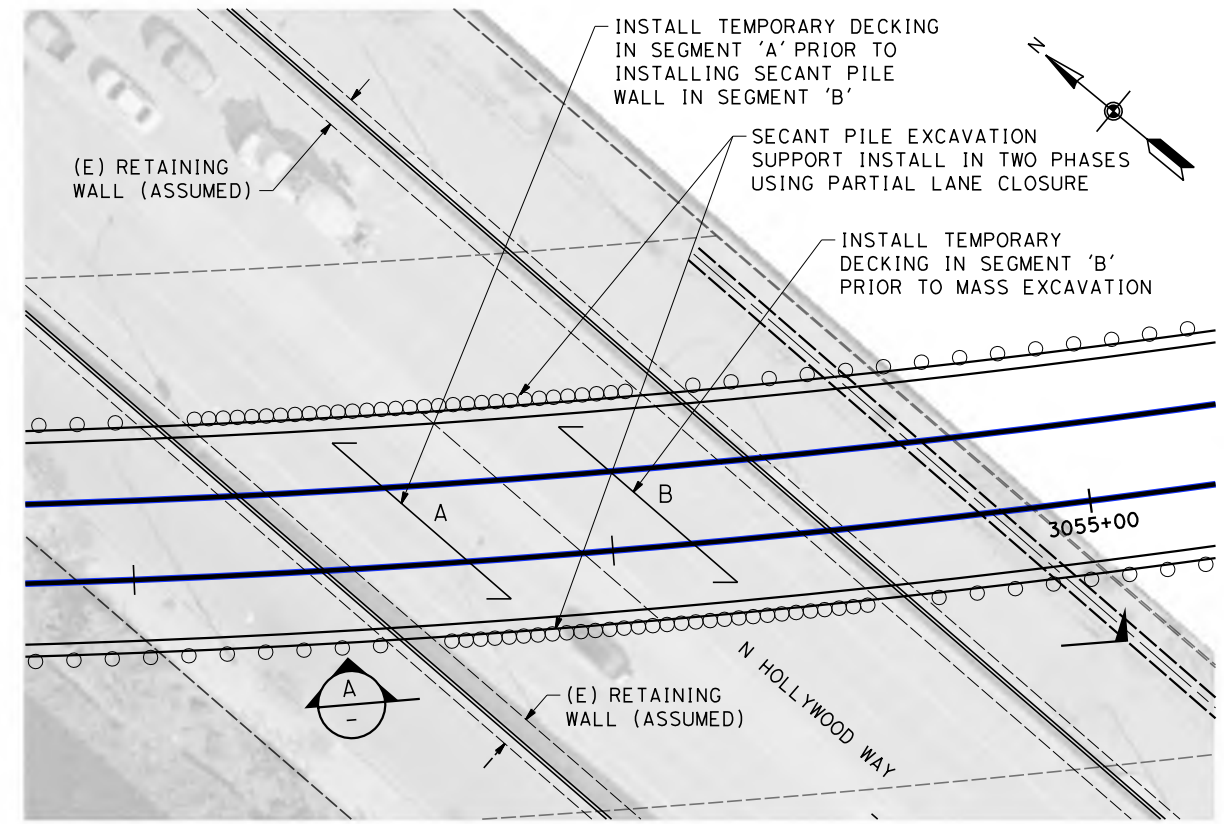 INSTALL TEMPORARY DECKING
IN SEGMENT 'A' PRIOR TO
INSTALLING SECANT PILE
WALL IN SEGMENT 'B'
N
SECANT PILE EXCAVATION
SUPPORT INSTALL IN TWO PHASES
USING PARTIAL LANE CLOSURE
(E) RETAINING
WALL (ASSUMED)
INSTALL TEMPORARY
DECKING IN SEGMENT 'B'
PRIOR TO MASS EXCAVATION
A
B
3055+00
A
-
(E) RETAINING
WALL (ASSUMED)
N HOLLYWOOD WAY